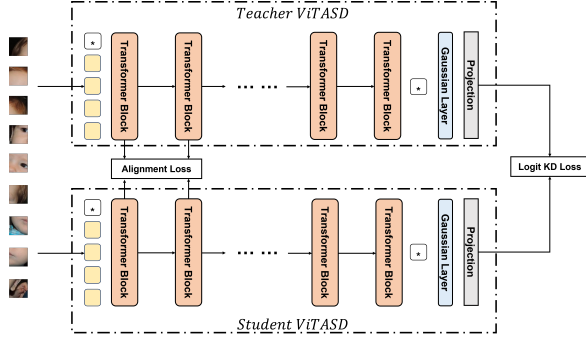 Teacher ViTASD
*
Transformer Block
Transformer Block
... ...
Transformer Block
Transformer Block
*
Gaussian Layer
Projection
Alignment Loss
Logit KD Loss
*
Transformer Block
Transformer Block
... ...
Transformer Block
Transformer Block
*
Gaussian Layer
Projection
Student ViTASD